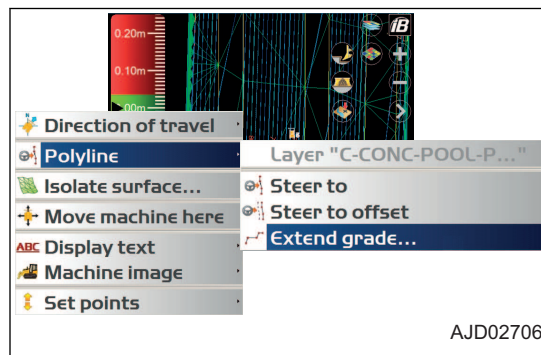 0.20m
iB
0.10m
.00m
Direction of travel
Polyline
Layer "C-CONC-POOL-P..."
Isolate surface...
Steer to
Move machine here
Steer to offset
ABC Display text
Extend grade...
Machine image
Set points
AJD02706